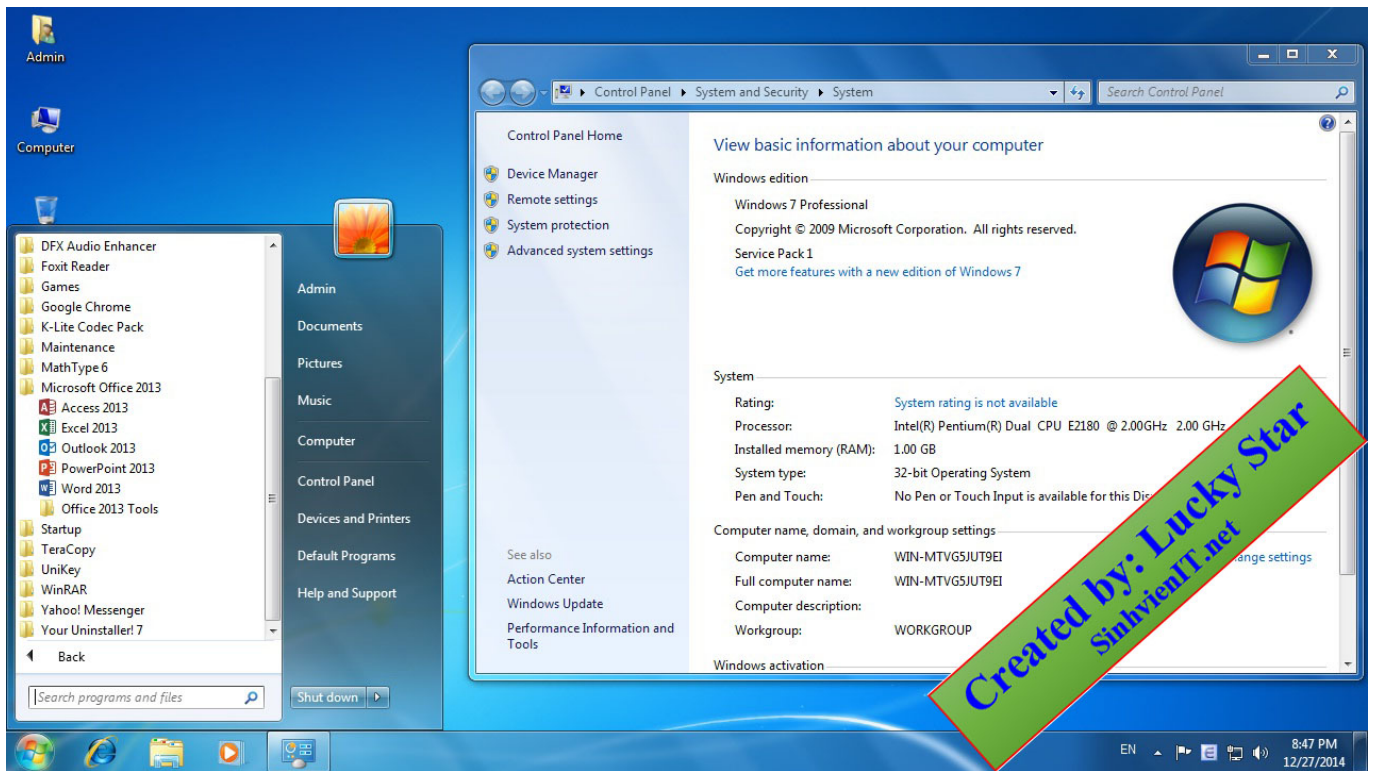 Admin
Computer
DFX Audio Enhancer
Foxit Reader
Games
Google Chrome
K-Lite Codec Pack
Maintenance
MathType 6
Microsoft Office 2013
Access 2013
Excel 2013
Outlook 2013
PowerPoint 2013
Word 2013
Office 2013 Tools
Startup
TeraCopy
UniKey
WinRAR
Yahoo! Messenger
Your Uninstaller! 7
Back
Search programs and files
Admin
Documents
Pictures
Music
Computer
Control Panel
Devices and Printers
Default Programs
Help and Support
Shut down
Control Panel System and Security System
Search Control Panel
Control Panel Home
Device Manager
Remote settings
System protection
Advanced system settings
See also
Action Center
Windows Update
Performance Information and
Tools
View basic information about your computer
Windows edition
Windows 7 Professional
Copyright © 2009 Microsoft Corporation. All rights reserved.
Service Pack 1
Get more features with a new edition of Windows 7
System
Rating: System rating is not available
Processor: Intel(R) Pentium(R) Dual CPU E2180 @ 2.00GHz 2.00 GHz
Installed memory (RAM): 1.00 GB
System type: 32-bit Operating System
Pen and Touch: No Pen or Touch Input is available for this
Computer name, domain, and workgroup settings
Computer name: WIN-MTVG5JUT9EI
settings
Full computer name: WIN-MTVG5JUT9EI
Computer description:
Workgroup: WORKGROUP
Windows activation
Created by: Lucky Star
SinhvienIT.net
EN
8:47 PM
12/27/2014